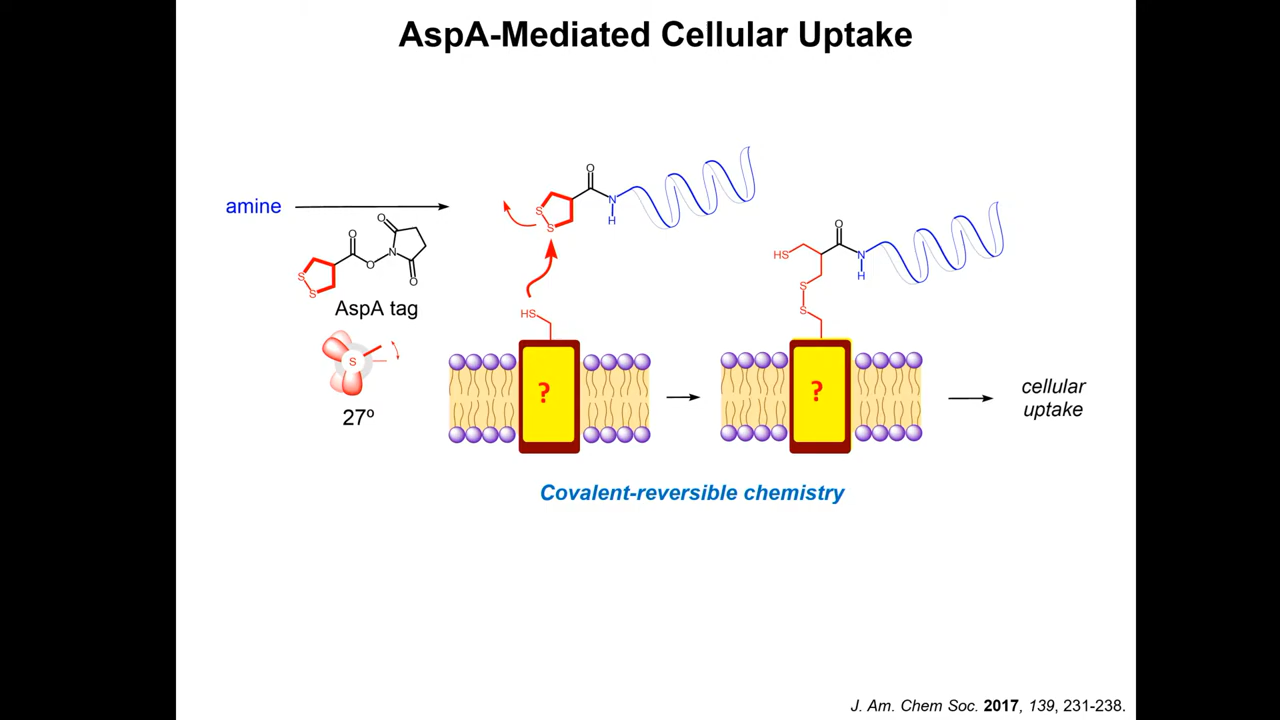 AspA-Mediated Cellular Uptake
amine
O
O
O
N
O
S
S
AspA tag
S
27º
O
N
H
S
S
HS
?
O
HS
N
H
S
S
?
cellular
uptake
Covalent-reversible chemistry
J. Am. Chem Soc. 2017, 139, 231-238.